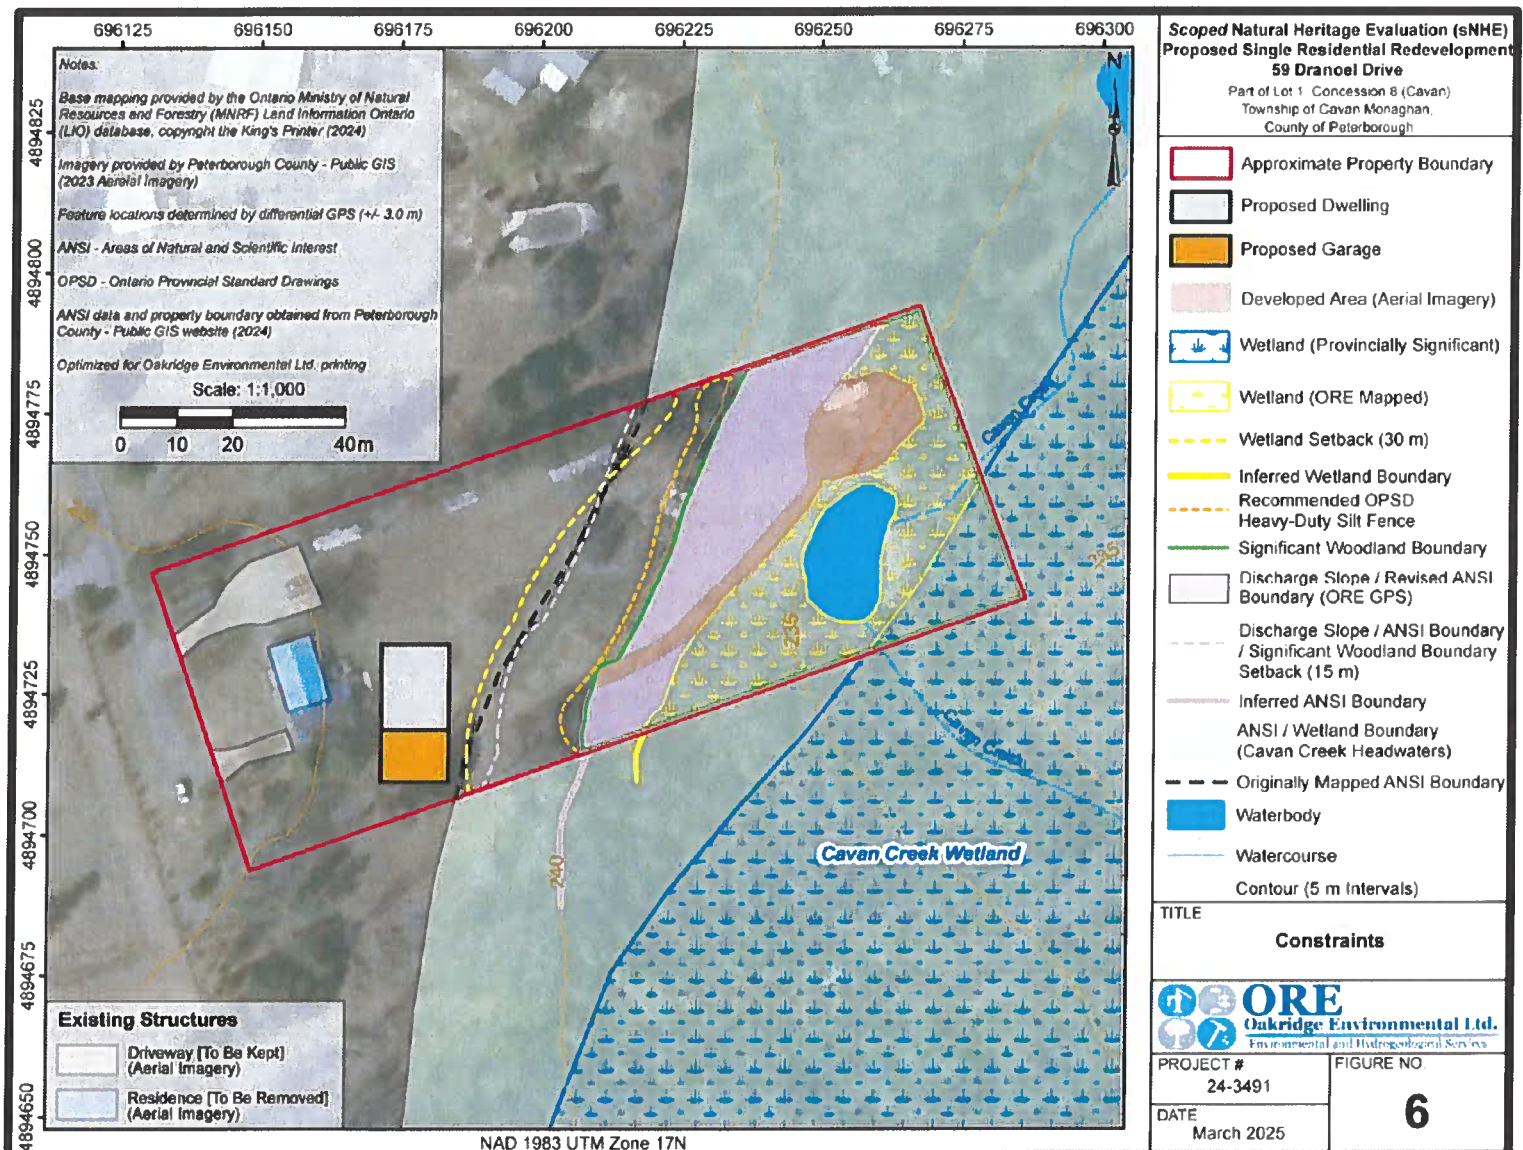 696125 696150 696175 696200 696225 696250 696275 696300
4894825
4894800
4894775
4894750
4894725
4894700
4894675
4894650
Notes:
Base mapping provided by the Ontario Ministry of Natural
Resources and Forestry (MNRF) Land Information Ontario
(LIO) database, copyright the King's Printer (2024)
Imagery provided by Peterborough County - Public GIS
(2023 Aereial Imagery)
Feature locations determined by differential GPS (+/- 3.0 m)
ANSI - Areas of Natural and Scientific Interest
OPSD - Ontario Provincial Standard Drawings
ANSI data and property boundary obtained from Peterborough
County - Public GIS website (2024)
Optimized for Oakridge Environmental Ltd. printing
Scale: 1:1,000
0 10 20 40m
N
Cavan Creek
235
235
Cavan Creek
240
Cavan Creek Wetland
Existing Structures
Driveway [To Be Kept]
(Aerial Imagery)
Residence [To Be Removed]
(Aerial Imagery)
NAD 1983 UTM Zone 17N
Scoped Natural Heritage Evaluation (sNHE)
Proposed Single Residential Redevelopment
59 Dranoel Drive
Part of Lot 1 Concession 8 (Cavan)
Township of Cavan Monaghan,
County of Peterborough
Approximate Property Boundary
Proposed Dwelling
Proposed Garage
Developed Area (Aerial Imagery)
Wetland (Provincially Significant)
Wetland (ORE Mapped)
Wetland Setback (30 m)
Inferred Wetland Boundary
Recommended OPSD
Heavy-Duty Silt Fence
Significant Woodland Boundary
Discharge Slope / Revised ANSI
Boundary (ORE GPS)
Discharge Slope / ANSI Boundary
/ Significant Woodland Boundary
Setback (15 m)
Inferred ANSI Boundary
ANSI / Wetland Boundary
(Cavan Creek Headwaters)
Originally Mapped ANSI Boundary
Waterbody
Watercourse
Contour (5 m Intervals)
TITLE
Constraints
ORE
Oakridge Environmental Ltd.
Environmental and Hydrogeological Services
PROJECT #
24-3491
DATE
March 2025
FIGURE NO.
6